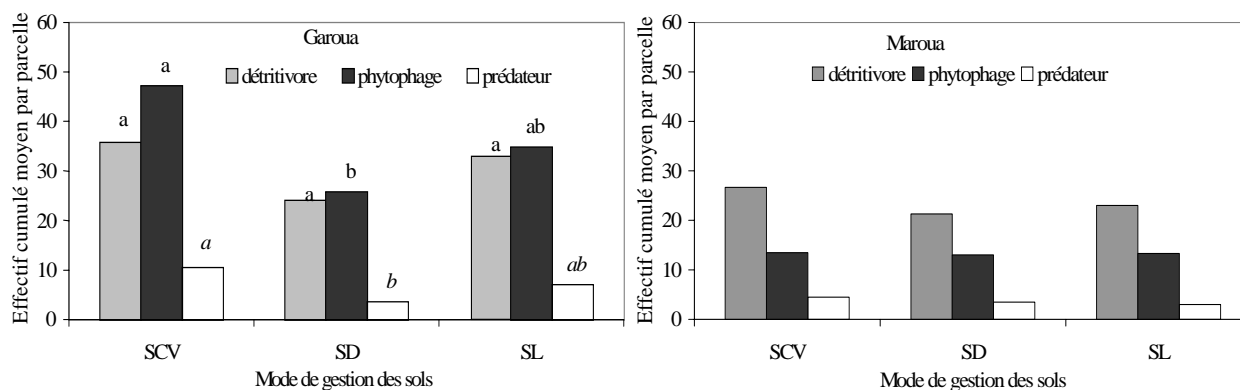 Garoua
détritivore phytophage prédateur
Effectif cumulé moyen par parcelle
60
50
40
30
20
10
0
a
a
a
a
b
b
a
ab
ab
SCV
SD
SL
Mode de gestion des sols
Maroua
détritivore phytophage prédateur
Effectif cumulé moyen par parcelle
60
50
40
30
20
10
0
SCV
SD
SL
Mode de gestion des sols